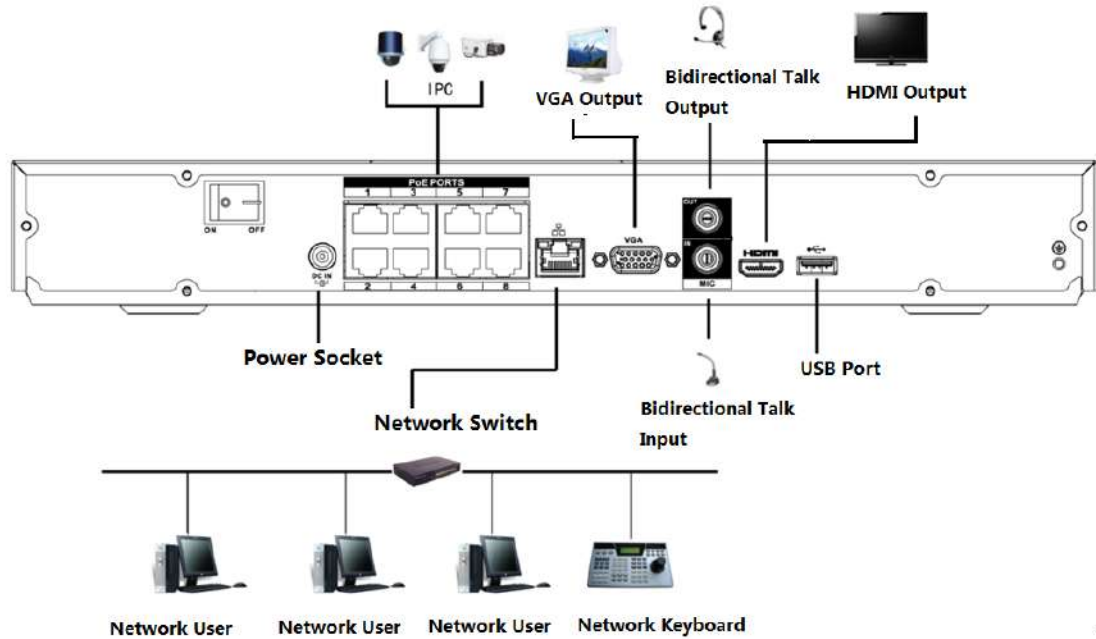 IPC
VGA Output
Bidirectional Talk
Output
HDMI Output
PoE PORTS
1 3 5 7
ON OFF
DC IN
2 4 6 8
VGA
OUT
IN
MIC
HDMI
Power Socket
USB Port
Network Switch
Bidirectional Talk
Input
Network User
Network User
Network User
Network Keyboard